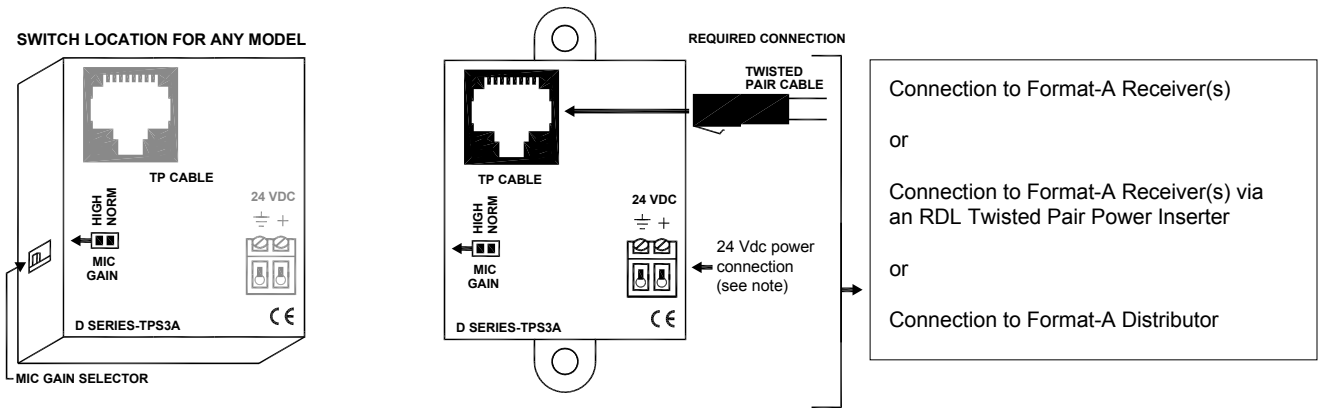 SWITCH LOCATION FOR ANY MODEL
TP CABLE
24 VDC
+
HIGH
NORM
MIC
GAIN
D SERIES-TPS3A
CE
MIC GAIN SELECTOR
REQUIRED CONNECTION
TWISTED
PAIR CABLE
TP CABLE
24 VDC
+
HIGH
NORM
MIC
GAIN
24 Vdc power
connection
(see note)
D SERIES-TPS3A
CE
Connection to Format-A Receiver(s)
or
Connection to Format-A Receiver(s) via
an RDL Twisted Pair Power Inserter
or
Connection to Format-A Distributor